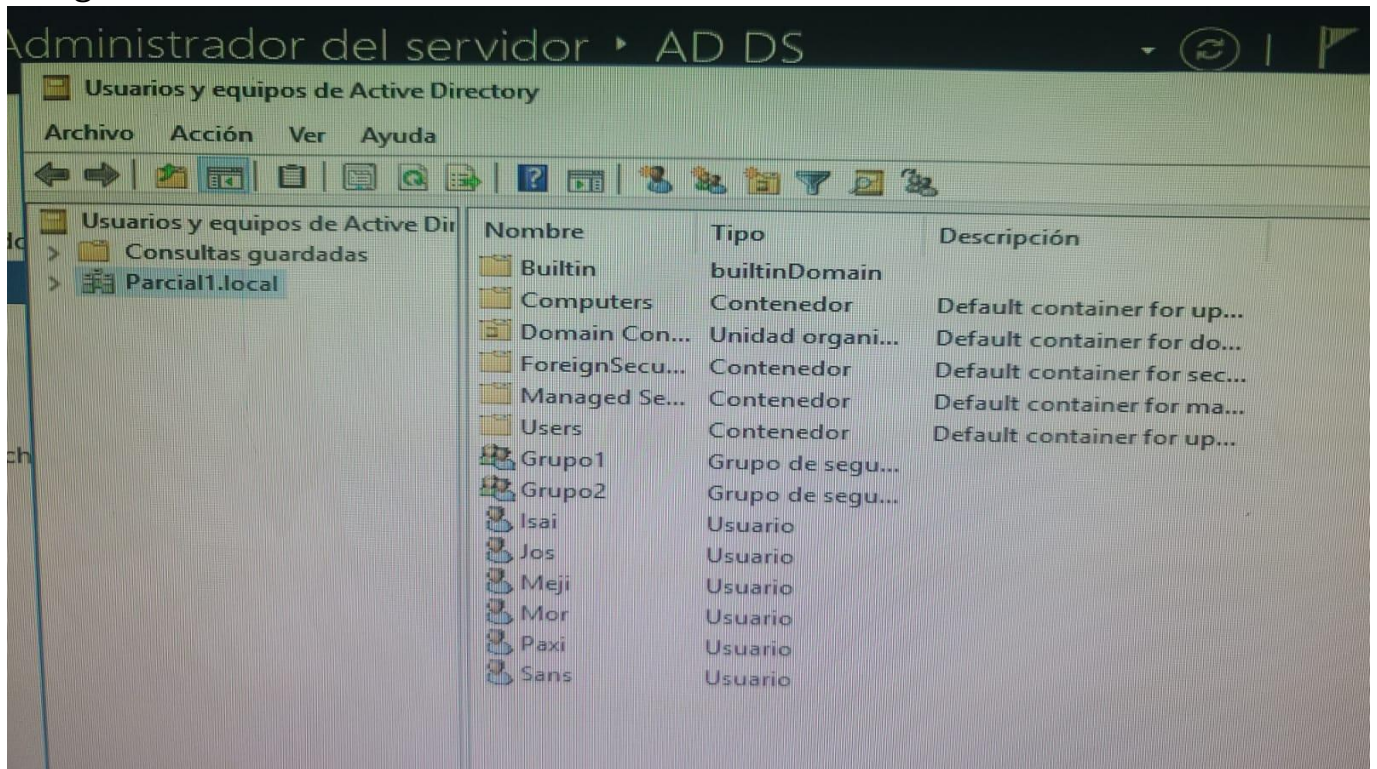 Administrador del servidor ‣ AD DS
Usuarios y equipos de Active Directory
Archivo Acción Ver Ayuda
Usuarios y equipos de Active Dir
Consultas guardadas
Parcial1.local
Nombre Tipo Descripción
Builtin builtinDomain
Computers Contenedor Default container for up...
Domain Con... Unidad organi... Default container for do...
ForeignSecu... Contenedor Default container for sec...
Managed Se... Contenedor Default container for ma...
Users Contenedor Default container for up...
Grupo1 Grupo de segu...
Grupo2 Grupo de segu...
Isai Usuario
Jos Usuario
Meji Usuario
Mor Usuario
Paxi Usuario
Sans Usuario